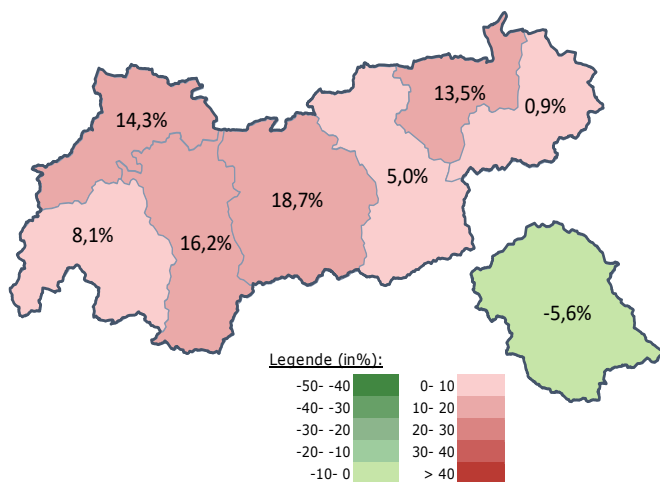 13,5%
0,9%
14,3%
5,0%
18,7%
8,1%
16,2%
-5,6%
Legende (in%):
-50- -40 0- 10
-40- -30 10- 20
-30- -20 20- 30
-20- -10 30- 40
-10- 0 > 40